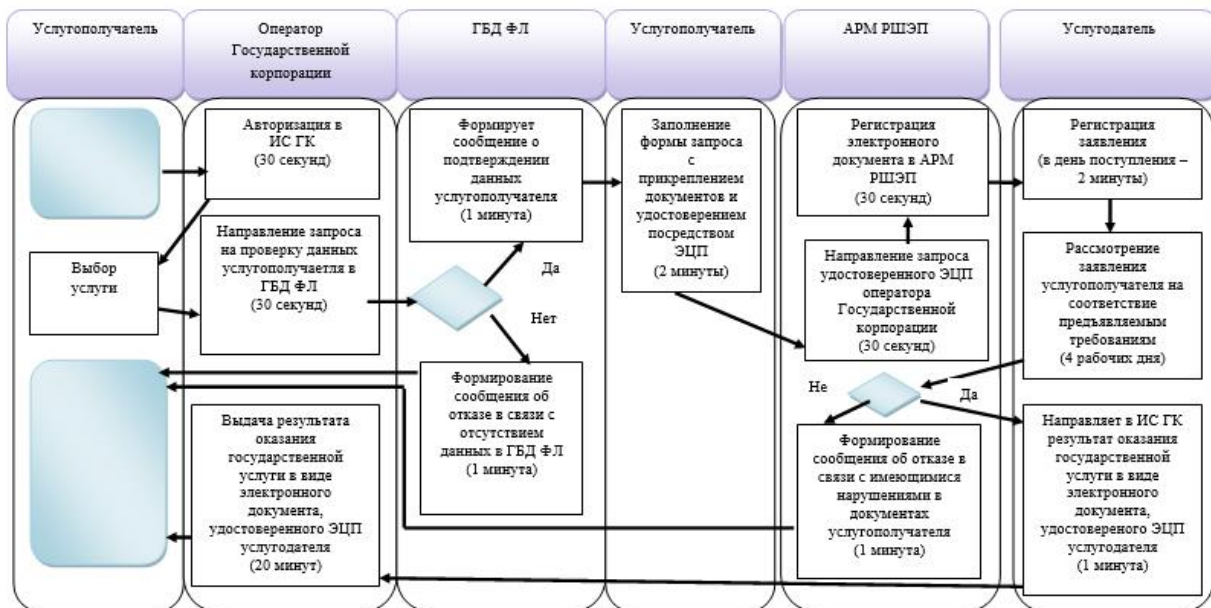 Услугополучатель
Оператор
Государственной
корпорации
ГБД ФЛ
Услугополучатель
АРМ РШЭП
Услугодатель
Авторизация в
ИС ГК
(30 секунд)
Выбор
услуги
Направление запроса
на проверку данных
услугополучаетля в
ГБД ФЛ
(30 секунд)
Формирует
сообщение о
подтверждении
данных
услугополучателя
(1 минута)
Да
Нет
Формирование
сообщения об
отказе в связи с
отсутствием
данных в ГБД ФЛ
(1 минута)
Заполнение
формы запроса
с
прикреплением
документов и
удостоверением
посредством
ЭЦП
(2 минуты)
Направление запроса
удостоверенного ЭЦП
оператора
Государственной
корпорации
(30 секунд)
Регистрация
электронного
документа в АРМ
РШЭП
(30 секунд)
Регистрация
заявления
(в день поступления –
2 минуты)
Рассмотрение
заявления
услугополучателя на
соответствие
предъявляемым
требованиям
(4 рабочих дня)
Не
Да
Формирование
сообщения об отказе в
связи с имеющимися
нарушениями в
документах
услугополучателя
(1 минута)
Направляет в ИС ГК
результат оказания
государственной
услуги в виде
электронного
документа,
удостовереного ЭЦП
услугодателя
(1 минута)
Выдача результата
оказания
государственной
услуги в виде
электронного
документа,
удостоверенного ЭЦП
услугодателя
(20 минут)